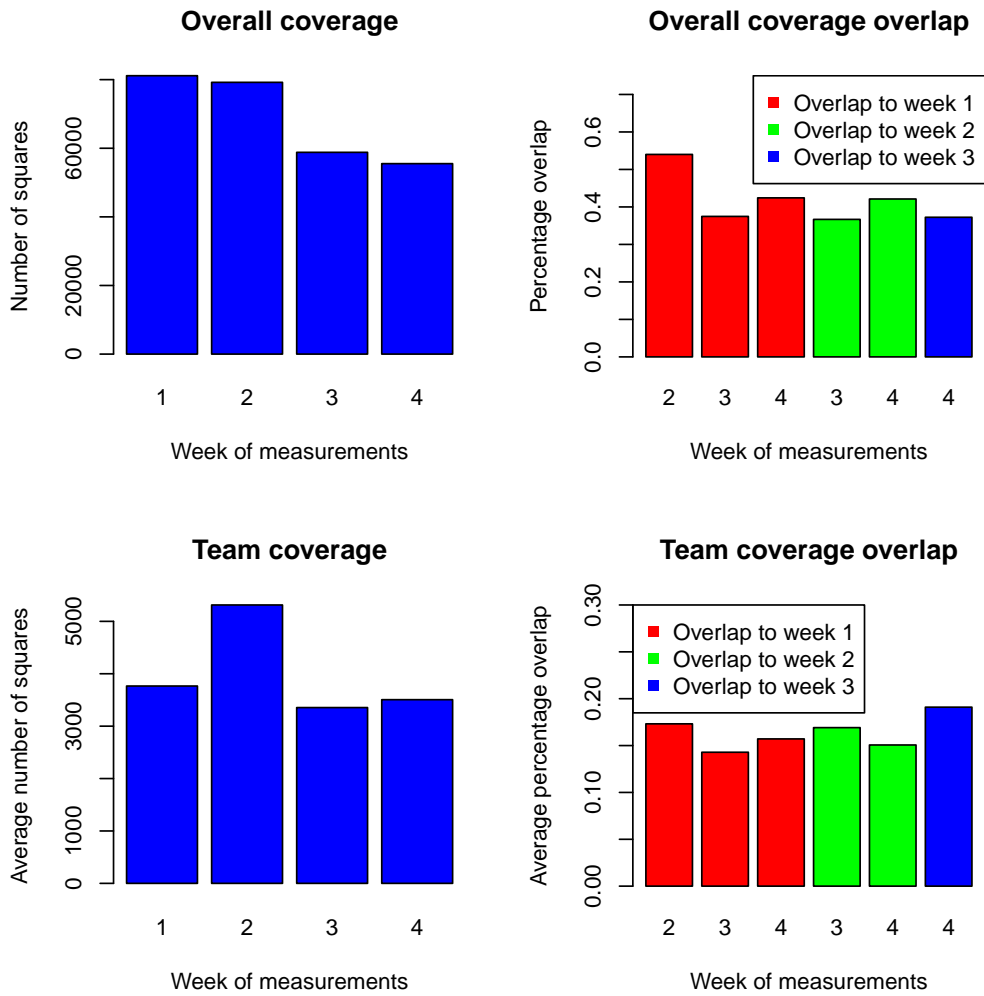 Overall coverage
Number of squares
60000
20000
0
1 2 3 4
Week of measurements
Overall coverage overlap
Percentage overlap
0.6
0.4
0.2
0.0
Overlap to week 1
Overlap to week 2
Overlap to week 3
2 3 4 3 4 4
Week of measurements
Team coverage
Average number of squares
5000
3000
1000
0
1 2 3 4
Week of measurements
Team coverage overlap
Average percentage overlap
0.30
0.20
0.10
0.00
Overlap to week 1
Overlap to week 2
Overlap to week 3
2 3 4 3 4 4
Week of measurements